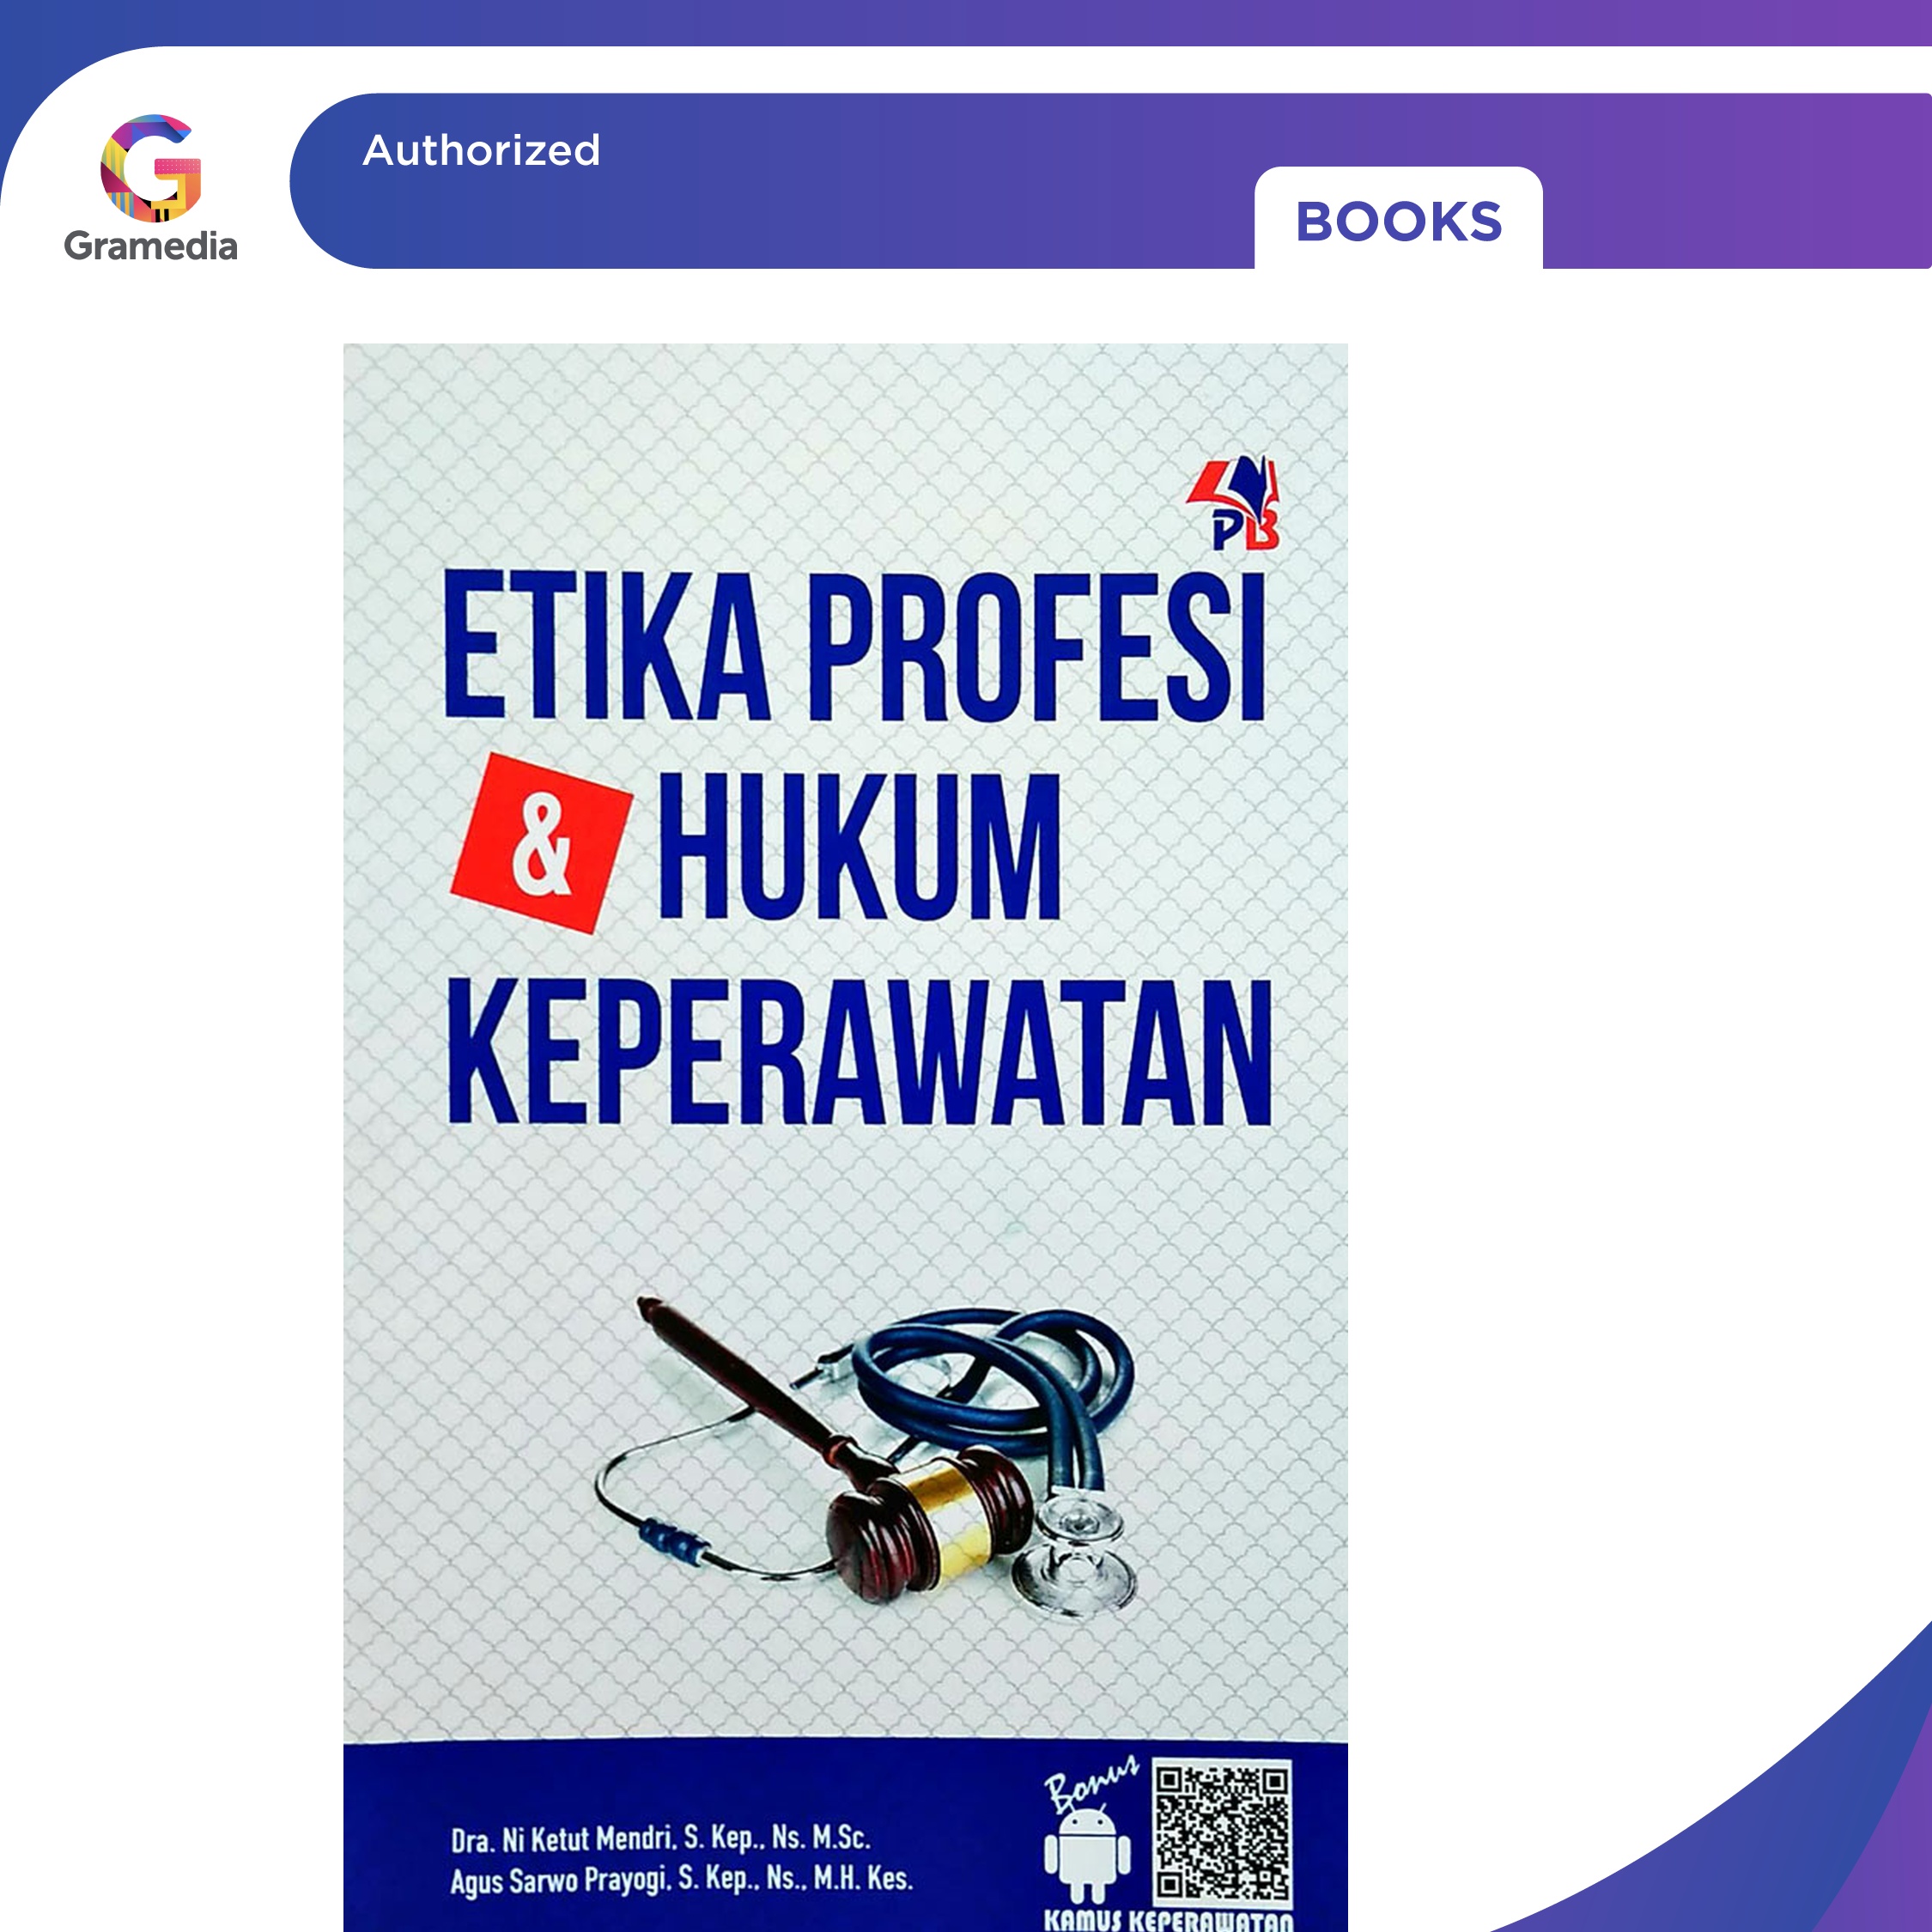 Gramedia
Authorized
BOOKS
PB
ETIKA PROFESI
& HUKUM
KEPERAWATAN
Dra. Ni Ketut Mendri, S. Kep., Ns. M.Sc.
Agus Sarwo Prayogi, S. Kep., Ns., M.H. Kes.
Bonus
KAMUS KEPERAWATAN